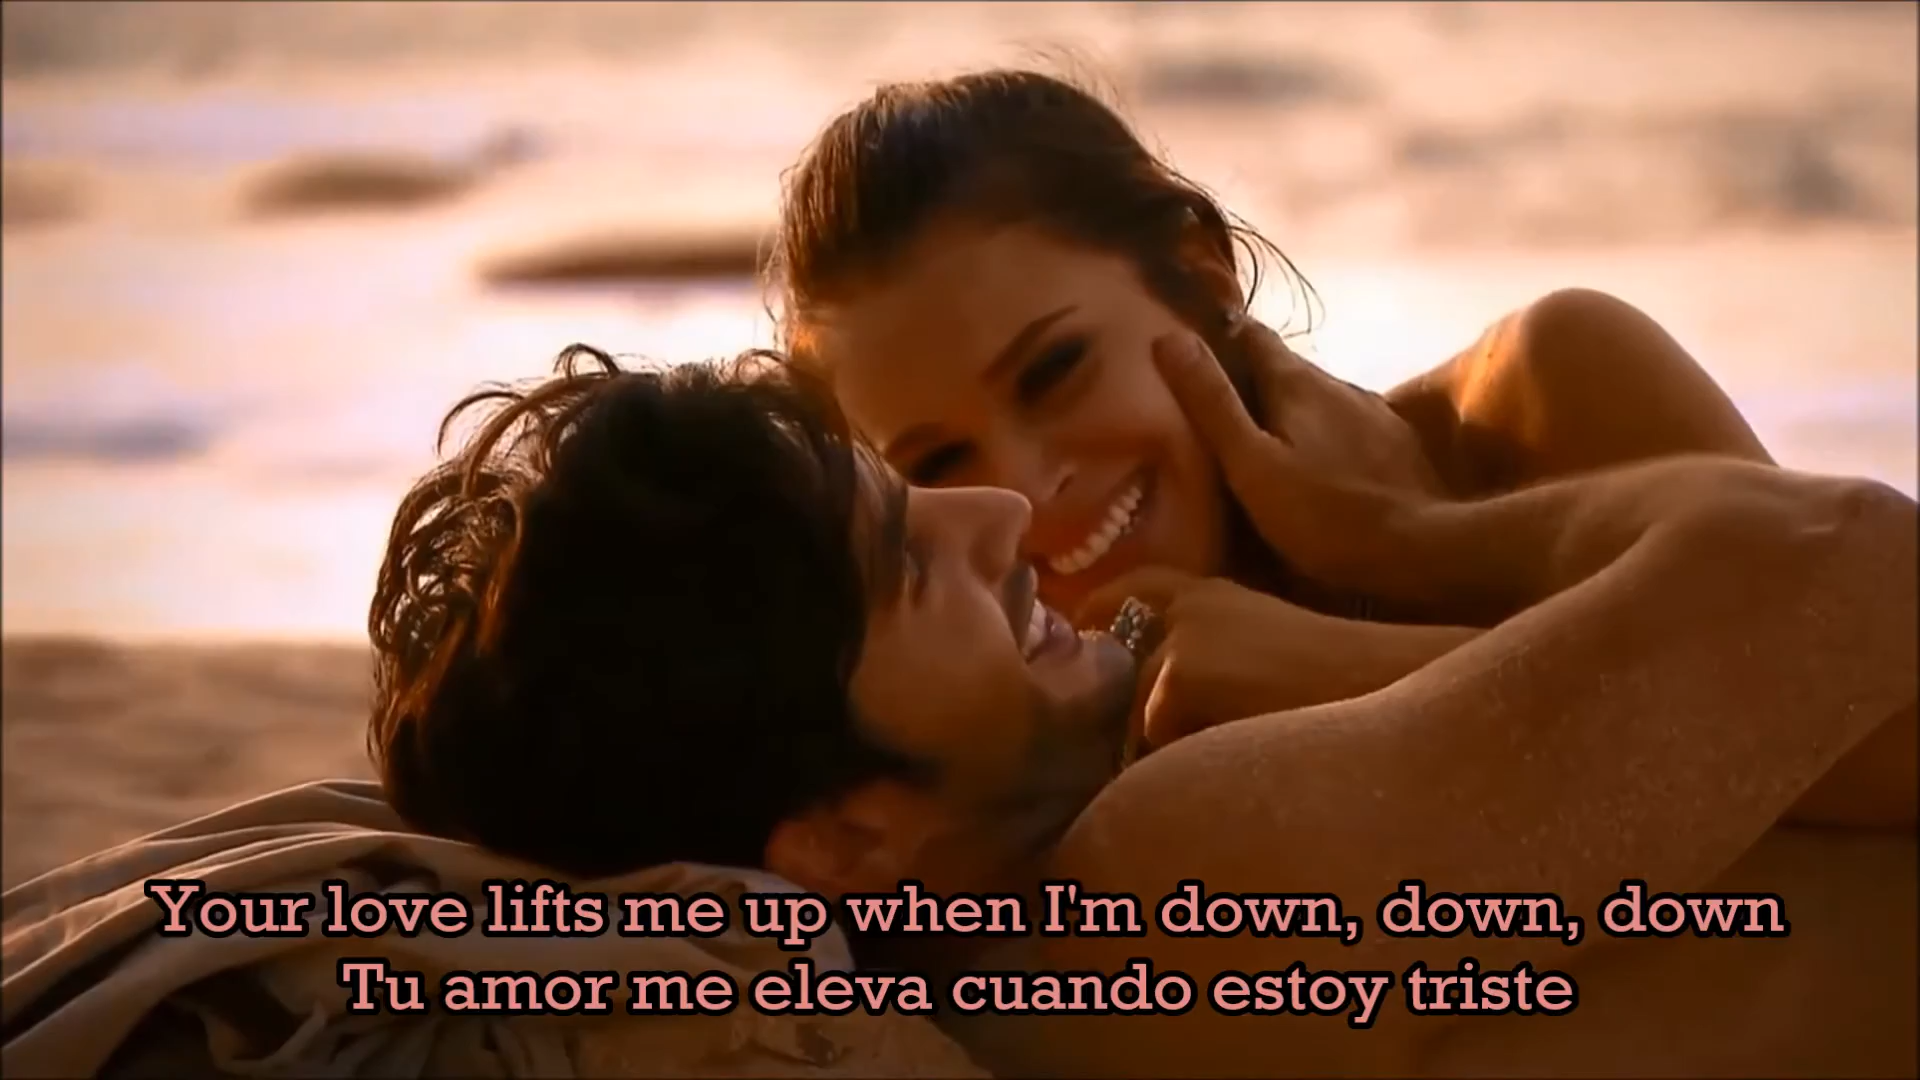 Your love lifts me up when I'm down, down, down
Tu amor me eleva cuando estoy triste